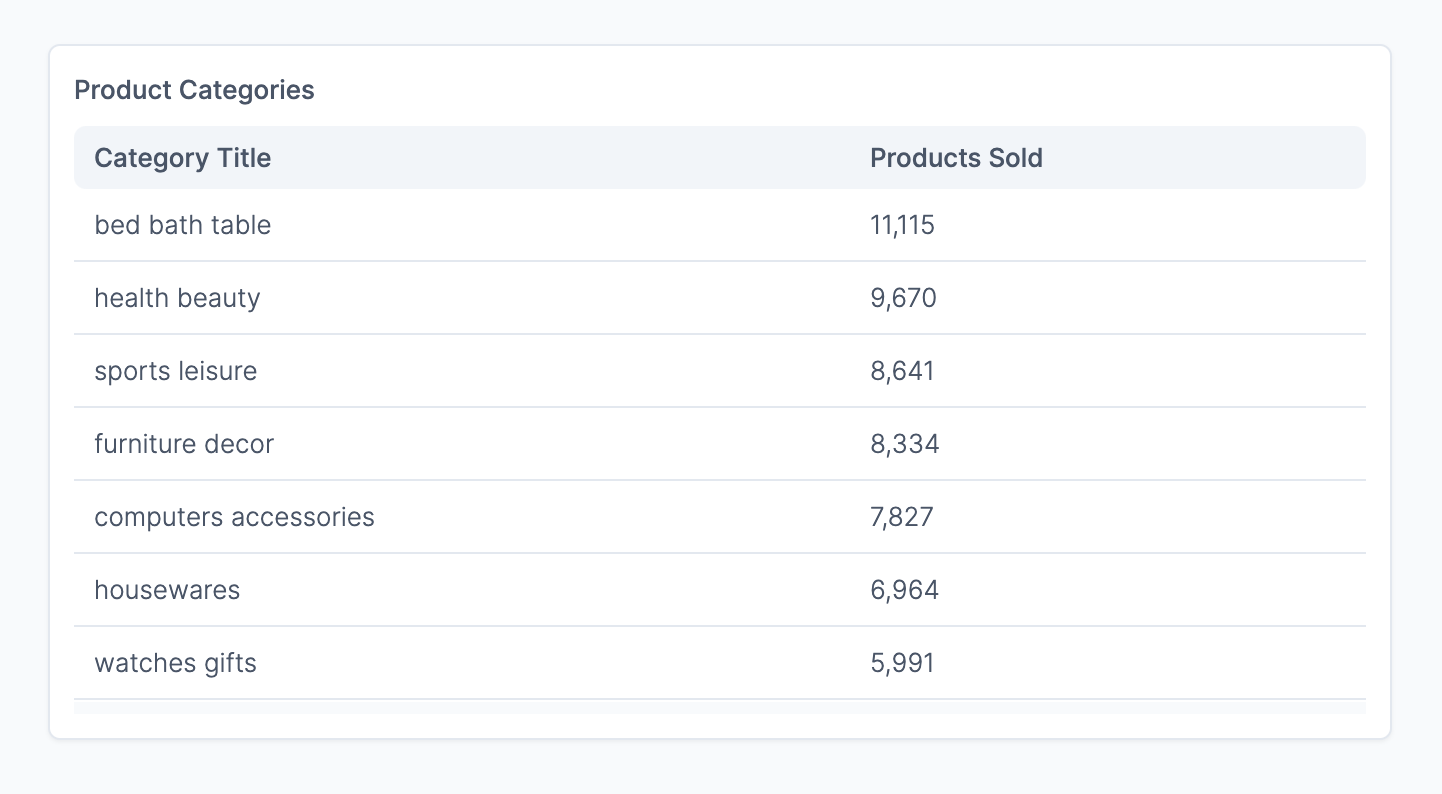 Product Categories
Category Title Products Sold
bed bath table 11,115
health beauty 9,670
sports leisure 8,641
furniture decor 8,334
computers accessories 7,827
housewares 6,964
watches gifts 5,991